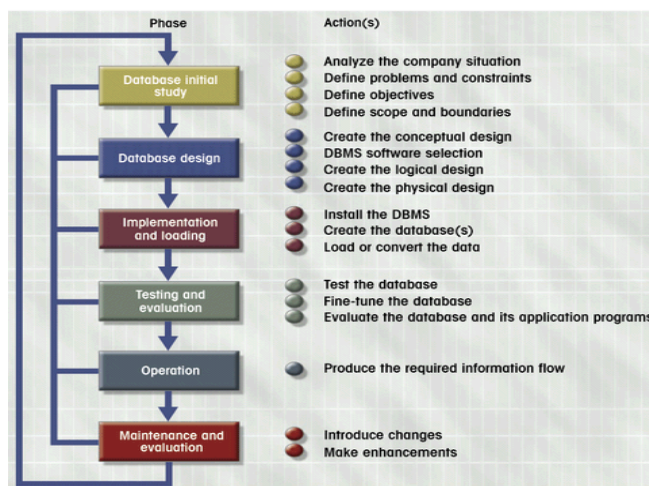 Phase Action(s)
Database initial
study
Analyze the company situation
Define problems and constraints
Define objectives
Define scope and boundaries
Database design
Create the conceptual design
DBMS software selection
Create the logical design
Create the physical design
Implementation
and loading
Install the DBMS
Create the database(s)
Load or convert the data
Testing and
evaluation
Test the database
Fine-tune the database
Evaluate the database and its application programs
Operation
Produce the required information flow
Maintenance and
evaluation
Introduce changes
Make enhancements